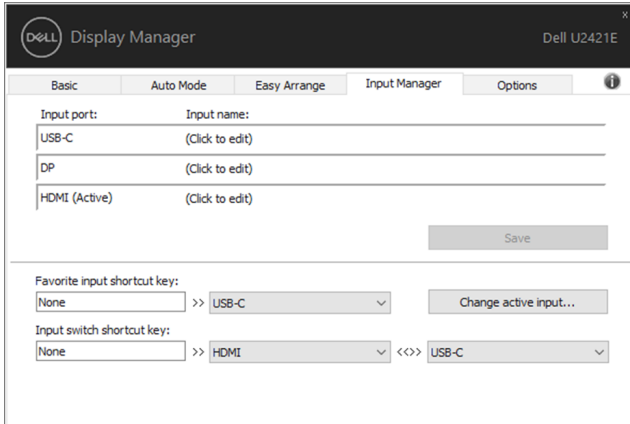 x
DELL Display Manager Dell U2421E
Basic Auto Mode Easy Arrange Input Manager Options i
Input port: Input name:
USB-C (Click to edit)
DP (Click to edit)
HDMI (Active) (Click to edit)
Save
Favorite input shortcut key:
None >> USB-C Change active input...
Input switch shortcut key:
None >> HDMI <<>> USB-C